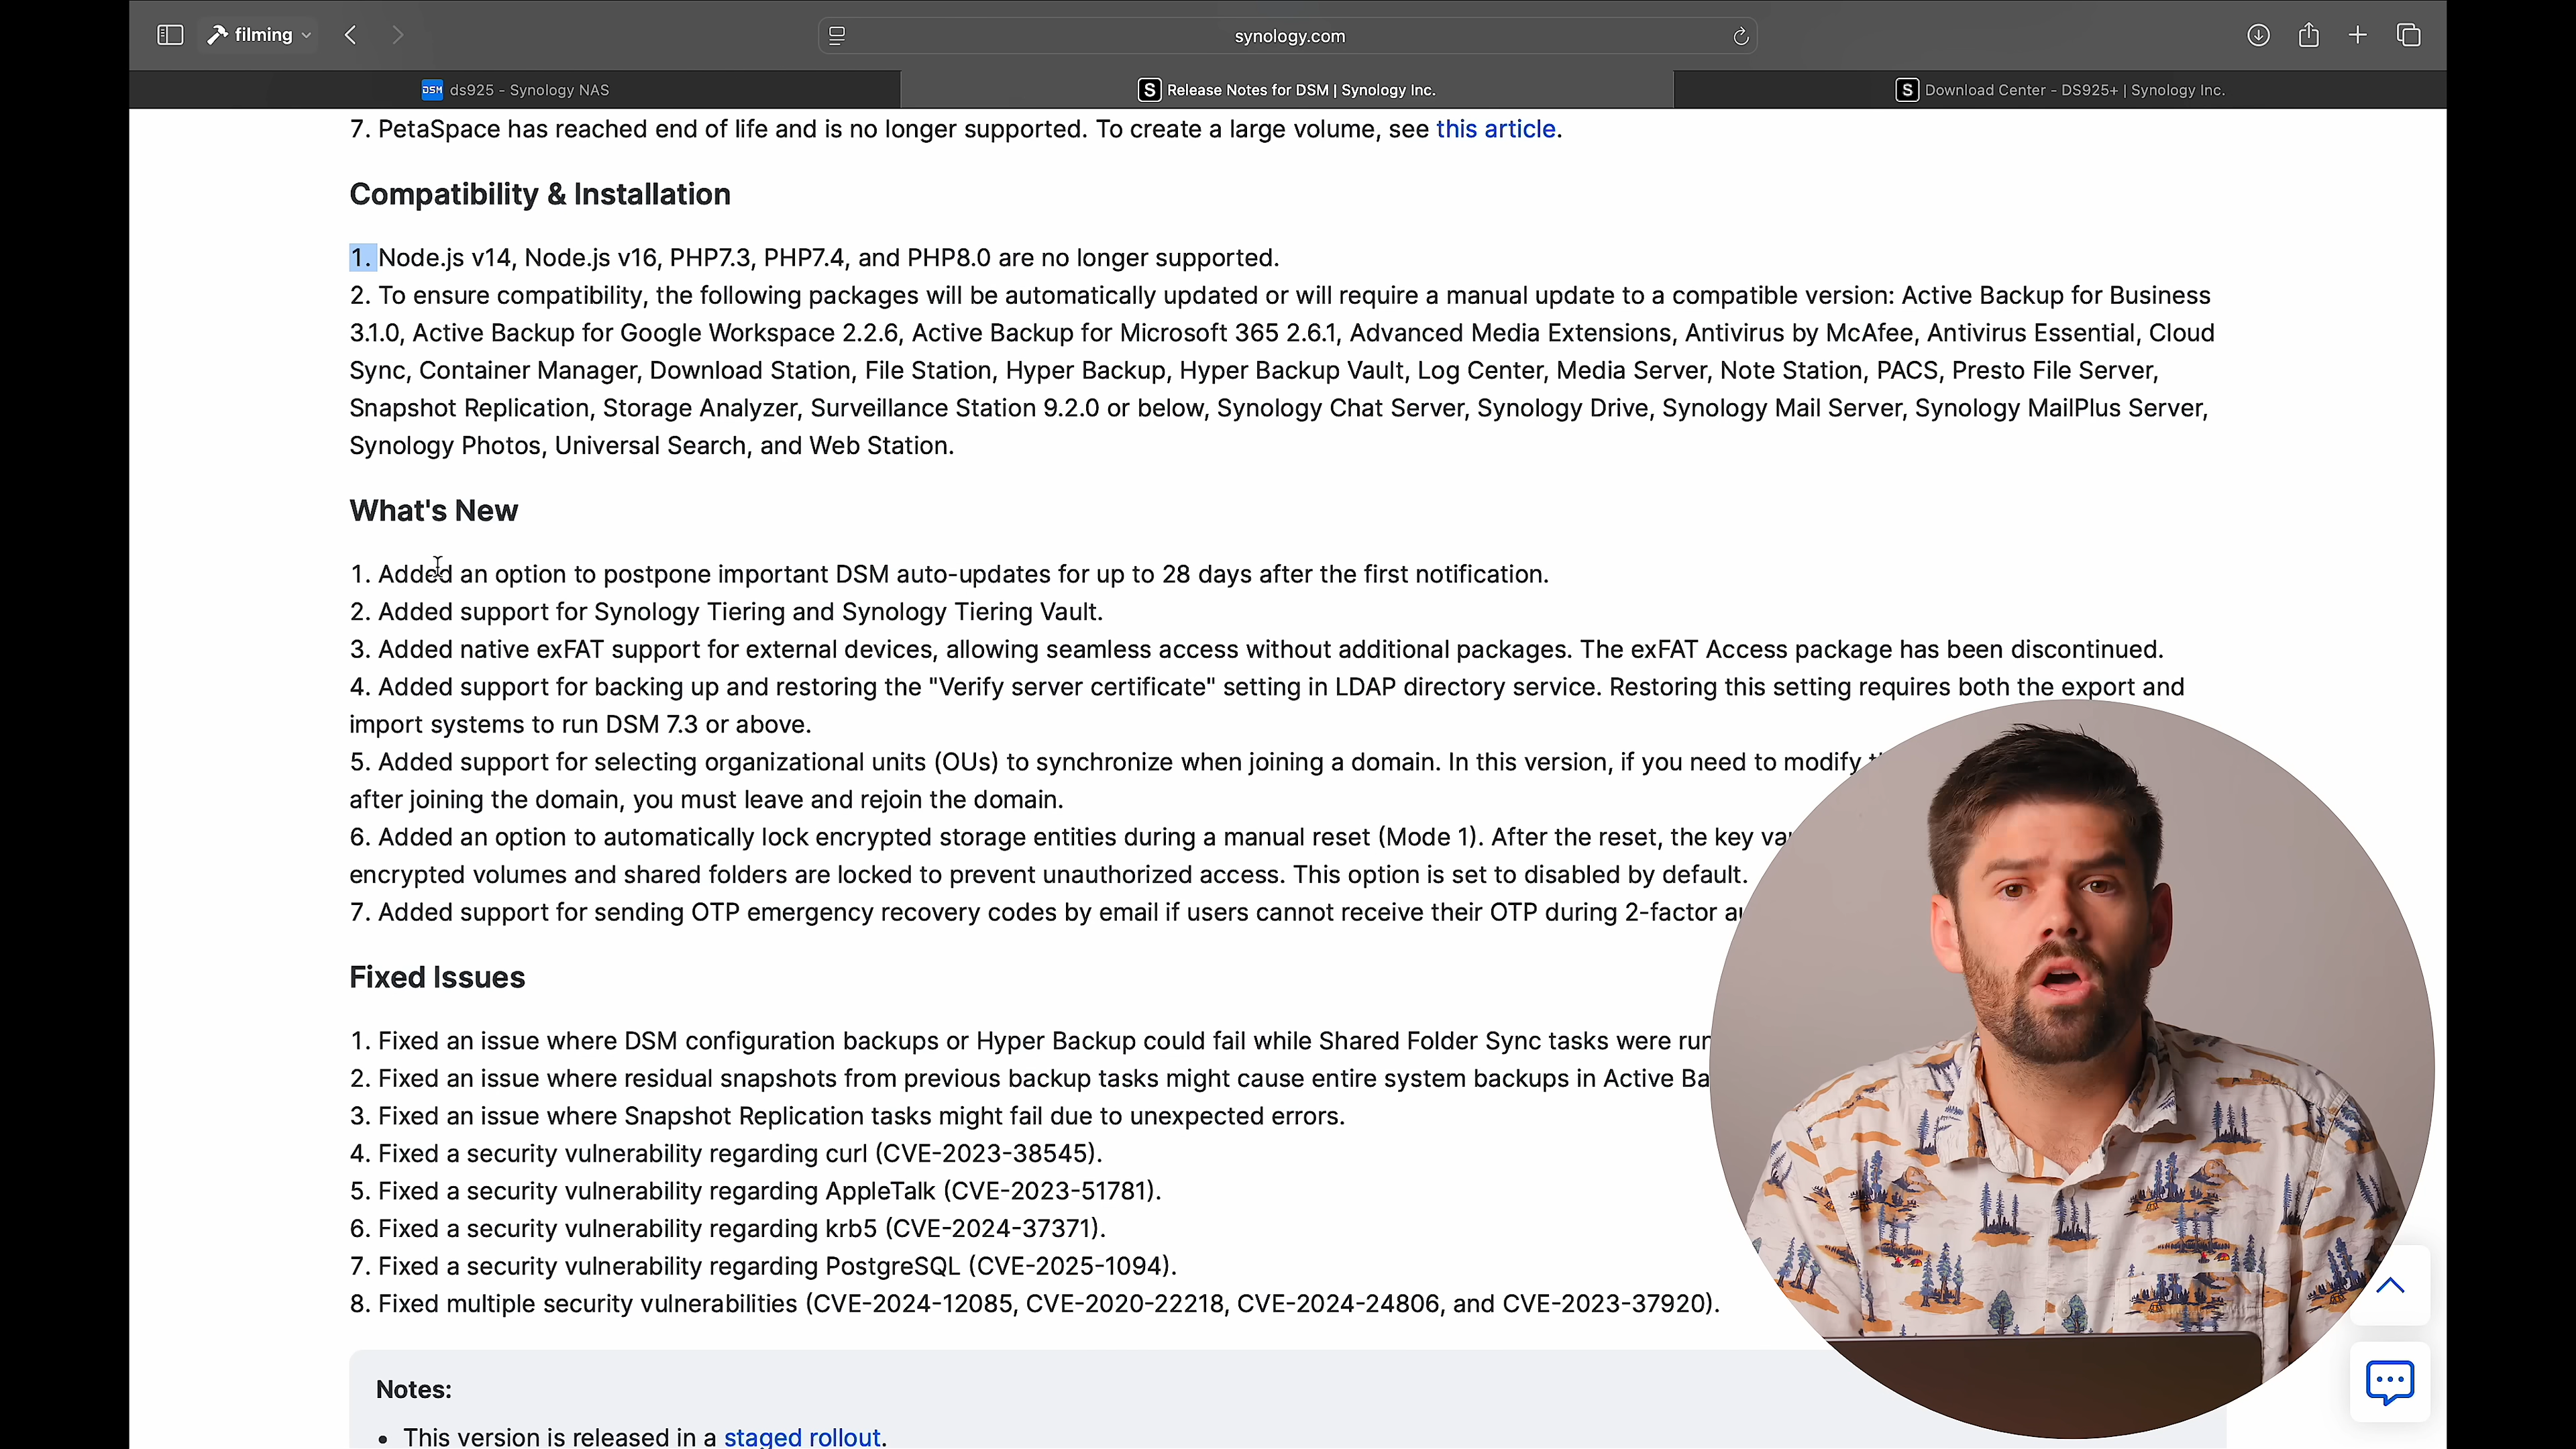 filming
synology.com
ds925 - Synology NAS
Release Notes for DSM | Synology Inc.
Download Center - DS925+ | Synology Inc.
7. PetaSpace has reached end of life and is no longer supported. To create a large volume, see this article.
Compatibility & Installation
1. Node.js v14, Node.js v16, PHP7.3, PHP7.4, and PHP8.0 are no longer supported.
2. To ensure compatibility, the following packages will be automatically updated or will require a manual update to a compatible version: Active Backup for Business
3.1.0, Active Backup for Google Workspace 2.2.6, Active Backup for Microsoft 365 2.6.1, Advanced Media Extensions, Antivirus by McAfee, Antivirus Essential, Cloud
Sync, Container Manager, Download Station, File Station, Hyper Backup, Hyper Backup Vault, Log Center, Media Server, Note Station, PACS, Presto File Server,
Snapshot Replication, Storage Analyzer, Surveillance Station 9.2.0 or below, Synology Chat Server, Synology Drive, Synology Mail Server, Synology MailPlus Server,
Synology Photos, Universal Search, and Web Station.
What's New
1. Added an option to postpone important DSM auto-updates for up to 28 days after the first notification.
2. Added support for Synology Tiering and Synology Tiering Vault.
3. Added native exFAT support for external devices, allowing seamless access without additional packages. The exFAT Access package has been discontinued.
4. Added support for backing up and restoring the "Verify server certificate" setting in LDAP directory service. Restoring this setting requires both the export and
import systems to run DSM 7.3 or above.
5. Added support for selecting organizational units (OUs) to synchronize when joining a domain. In this version, if you need to modify
after joining the domain, you must leave and rejoin the domain.
6. Added an option to automatically lock encrypted storage entities during a manual reset (Mode 1). After the reset, the key
encrypted volumes and shared folders are locked to prevent unauthorized access. This option is set to disabled by default.
7. Added support for sending OTP emergency recovery codes by email if users cannot receive their OTP during 2-factor
Fixed Issues
1. Fixed an issue where DSM configuration backups or Hyper Backup could fail while Shared Folder Sync tasks were
2. Fixed an issue where residual snapshots from previous backup tasks might cause entire system backups in Active
3. Fixed an issue where Snapshot Replication tasks might fail due to unexpected errors.
4. Fixed a security vulnerability regarding curl (CVE-2023-38545).
5. Fixed a security vulnerability regarding AppleTalk (CVE-2023-51781).
6. Fixed a security vulnerability regarding krb5 (CVE-2024-37371).
7. Fixed a security vulnerability regarding PostgreSQL (CVE-2025-1094).
8. Fixed multiple security vulnerabilities (CVE-2024-12085, CVE-2020-22218, CVE-2024-24806, and CVE-2023-37920).
Notes:
• This version is released in a staged rollout.